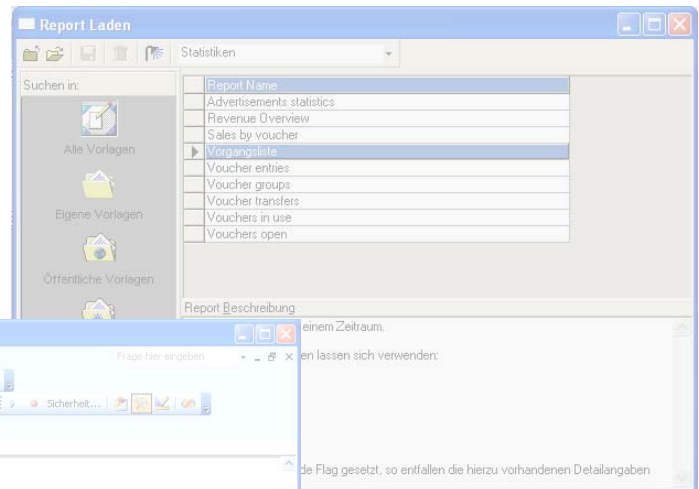 Report Laden
Statistiken
Suchen in:
Alle Vorlagen
Eigene Vorlagen
Öffentliche Vorlagen
Report Name
Advertisements statistics
Revenue Overview
Sales by voucher
Vorgangsliste
Voucher entries
Voucher groups
Voucher transfers
Vouchers in use
Vouchers open
Report Beschreibung
einem Zeitraum.
en lassen sich verwenden:
de Flag gesetzt, so entfallen die hierzu vorhandenen Detailangaben
Frage hier eingeben
Sicherheit...